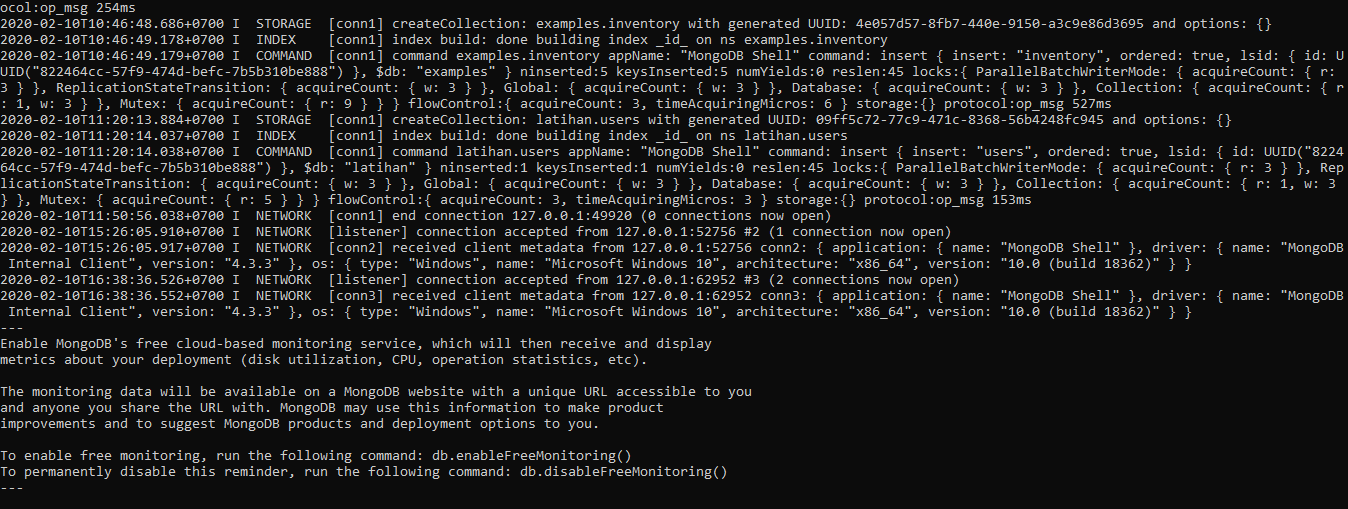 ocol:op_msg 254ms
2020-02-10T10:46:48.686+0700 I  STORAGE  [conn1] createCollection: examples.inventory with generated UUID: 4e057d57-8fb7-440e-9150-a3c9e86d3695 and options: {}
2020-02-10T10:46:49.178+0700 I  INDEX    [conn1] index build: done building index _id_ on ns examples.inventory
2020-02-10T10:46:49.179+0700 I  COMMAND  [conn1] command examples.inventory appName: "MongoDB Shell" command: insert { insert: "inventory", ordered: true, lsid: { id: U
UID("822464cc-57f9-474d-befc-7b5b310be888") }, $db: "examples" } ninserted:5 keysInserted:5 numYields:0 reslen:45 locks:{ ParallelBatchWriterMode: { acquireCount: { r:
3 } }, ReplicationStateTransition: { acquireCount: { w: 3 } }, Global: { acquireCount: { w: 3 } }, Database: { acquireCount: { w: 3 } }, Collection: { acquireCount: { r
: 1, w: 3 } }, Mutex: { acquireCount: { r: 9 } } } flowControl:{ acquireCount: 3, timeAcquiringMicros: 6 } storage:{} protocol:op_msg 527ms
2020-02-10T11:20:13.884+0700 I  STORAGE  [conn1] createCollection: latihan.users with generated UUID: 09ff5c72-77c9-471c-8368-56b4248fc945 and options: {}
2020-02-10T11:20:14.037+0700 I  INDEX    [conn1] index build: done building index _id_ on ns latihan.users
2020-02-10T11:20:14.038+0700 I  COMMAND  [conn1] command latihan.users appName: "MongoDB Shell" command: insert { insert: "users", ordered: true, lsid: { id: UUID("822
464cc-57f9-474d-befc-7b5b310be888") }, $db: "latihan" } ninserted:1 keysInserted:1 numYields:0 reslen:45 locks:{ ParallelBatchWriterMode: { acquireCount: { r: 3 } }, Rep
licationStateTransition: { acquireCount: { w: 3 } }, Global: { acquireCount: { w: 3 } }, Database: { acquireCount: { w: 3 } }, Collection: { acquireCount: { r: 1, w: 3
} }, Mutex: { acquireCount: { r: 5 } } } flowControl:{ acquireCount: 3, timeAcquiringMicros: 3 } storage:{} protocol:op_msg 153ms
2020-02-10T11:50:56.038+0700 I  NETWORK  [conn1] end connection 127.0.0.1:49920 (0 connections now open)
2020-02-10T15:26:05.910+0700 I  NETWORK  [listener] connection accepted from 127.0.0.1:52756 #2 (1 connection now open)
2020-02-10T15:26:05.917+0700 I  NETWORK  [conn2] received client metadata from 127.0.0.1:52756 conn2: { application: { name: "MongoDB Shell" }, driver: { name: "MongoDB
 Internal Client", version: "4.3.3" }, os: { type: "Windows", name: "Microsoft Windows 10", architecture: "x86_64", version: "10.0 (build 18362)" } }
2020-02-10T16:38:36.526+0700 I  NETWORK  [listener] connection accepted from 127.0.0.1:62952 #3 (2 connections now open)
2020-02-10T16:38:36.552+0700 I  NETWORK  [conn3] received client metadata from 127.0.0.1:62952 conn3: { application: { name: "MongoDB Shell" }, driver: { name: "MongoDB
 Internal Client", version: "4.3.3" }, os: { type: "Windows", name: "Microsoft Windows 10", architecture: "x86_64", version: "10.0 (build 18362)" } }
---
Enable MongoDB's free cloud-based monitoring service, which will then receive and display
metrics about your deployment (disk utilization, CPU, operation statistics, etc).

The monitoring data will be available on a MongoDB website with a unique URL accessible to you
and anyone you share the URL with. MongoDB may use this information to make product
improvements and to suggest MongoDB products and deployment options to you.

To enable free monitoring, run the following command: db.enableFreeMonitoring()
To permanently disable this reminder, run the following command: db.disableFreeMonitoring()
---